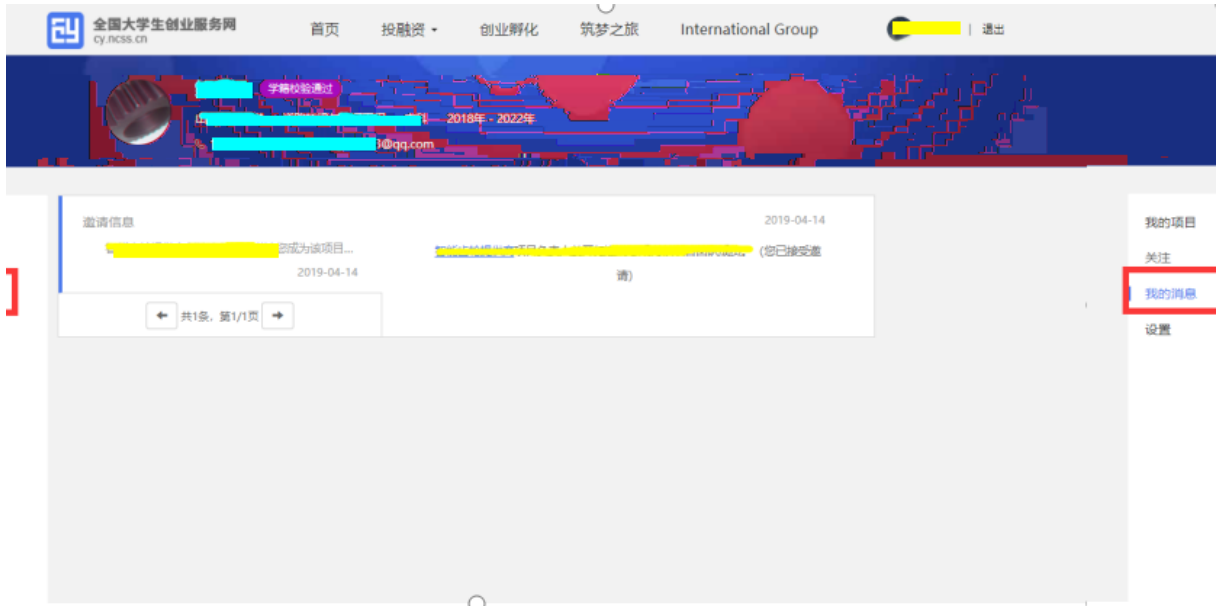 全国大学生创业服务网
cy.ncss.cn
首页 投融资 创业孵化 筑梦之旅 International Group | 退出
学籍校验通过
2018年 - 2022年
3@qq.com
邀请信息
您成为该项目...
2019-04-14
共1条，第1/1页
2019-04-14
(您已接受邀
请)
我的项目
关注
我的消息
设置